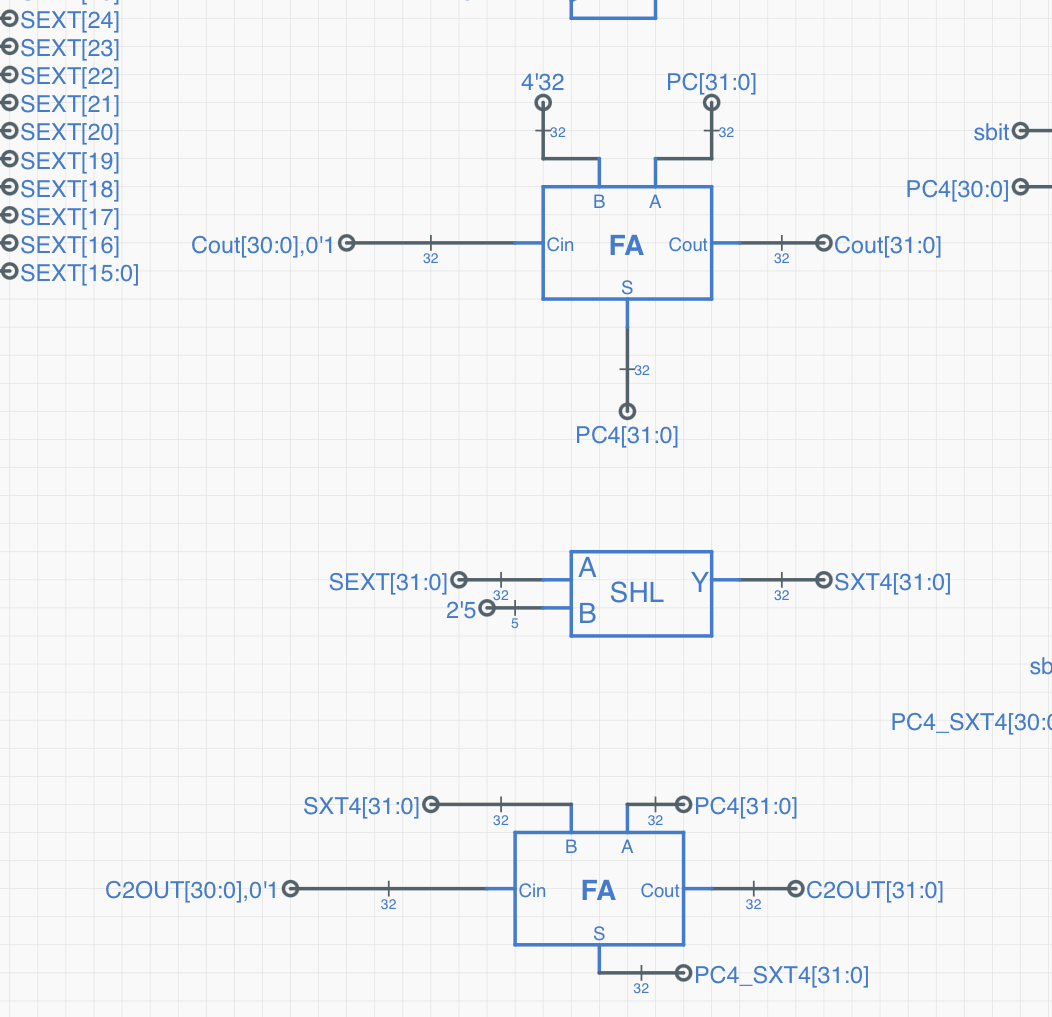 SEXT[24]
SEXT[23]
SEXT[22]
SEXT[21]
SEXT[20]
SEXT[19]
SEXT[18]
SEXT[17]
SEXT[16]
SEXT[15:0]
4'32
PC[31:0]
32
32
B
A
Cout[30:0],0'1
32
Cin
FA
Cout
32
Cout[31:0]
S
32
PC4[31:0]
sbit
PC4[30:0]
SEXT[31:0]
32
2'5
5
A
B
SHL
Y
32
SXT4[31:0]
sb
PC4_SXT4[30:0
SXT4[31:0]
32
32
PC4[31:0]
B
A
C2OUT[30:0],0'1
32
Cin
FA
Cout
32
C2OUT[31:0]
S
32
PC4_SXT4[31:0]